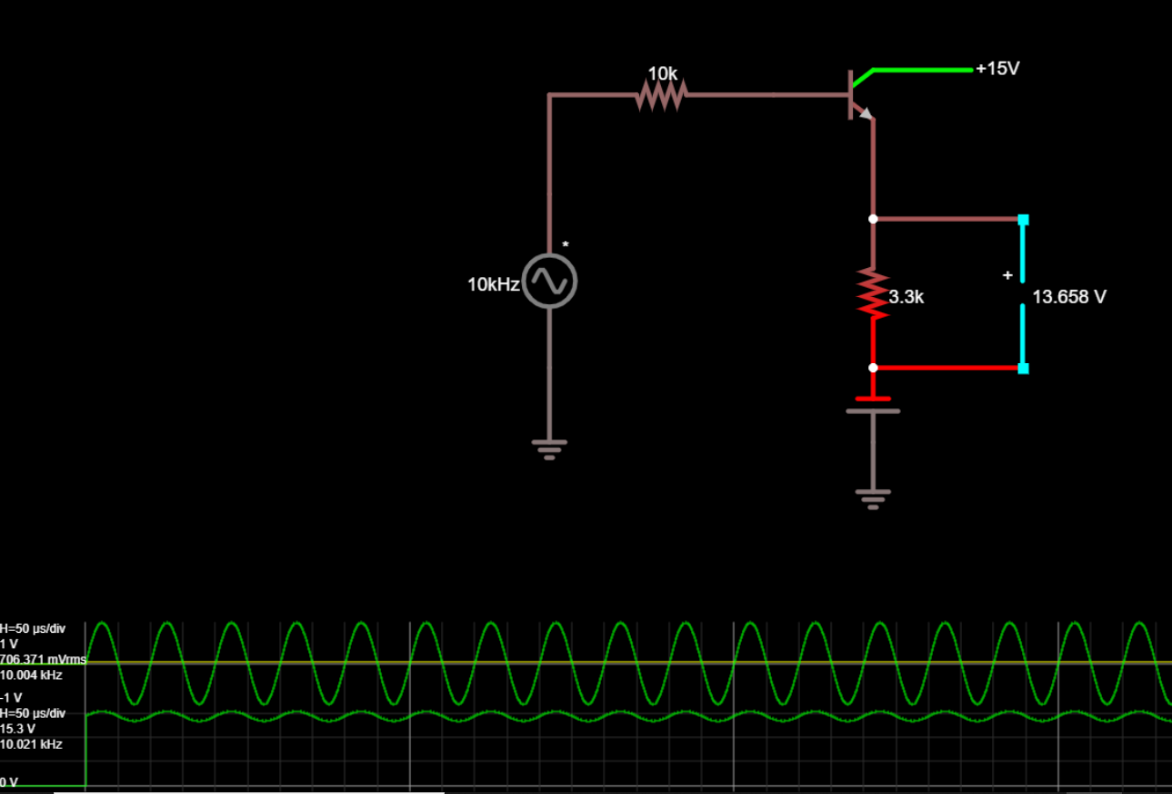 10k
+15V
*
10kHz
+
3.3k
13.658 V
H=50 µs/div
1 V
706.371 mVrms
10.004 kHz
-1 V
H=50 µs/div
15.3 V
10.021 kHz
0 V